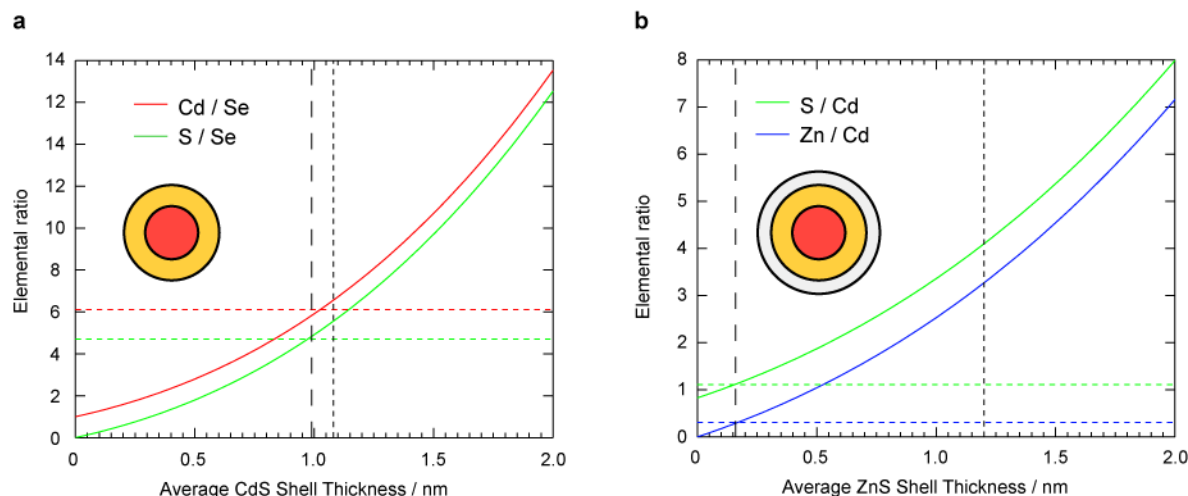 a
14
12
14
12
10
8
6
4
2
0
Elemental ratio
Cd / Se
S / Se
0 0.5 1.0 1.5 2.0
Average CdS Shell Thickness / nm
b
8
7
6
5
4
3
2
1
0
Elemental ratio
S / Cd
Zn / Cd
0 0.5 1.0 1.5 2.0
Average ZnS Shell Thickness / nm